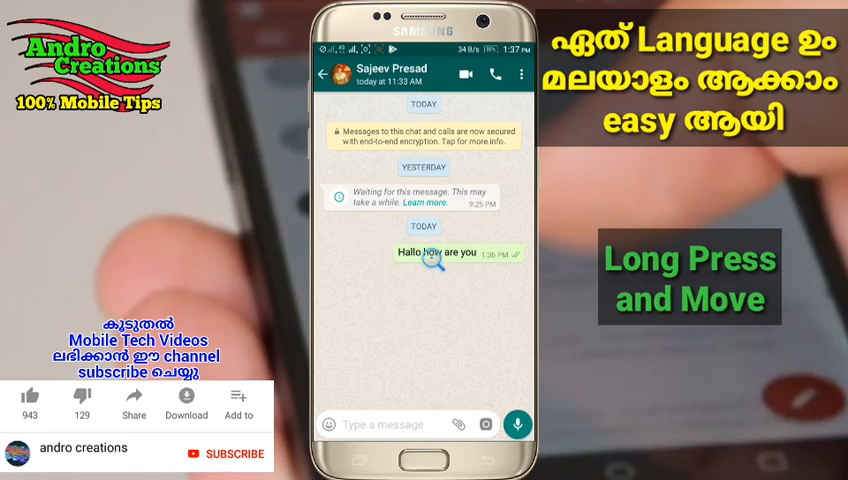 Andro
Creations
100% Mobile Tips
ഏത് Language ഉം
മലയാളം ആക്കാം
easy ആയി
SAMSUNG
34 B/s
1:37 PM
Sajeev Presad
today at 11:33 AM
TODAY
Messages to this chat and calls are now secured
with end-to-end encryption. Tap for more info.
YESTERDAY
Waiting for this message. This may
take a while. Learn more.
9:25 PM
TODAY
Hallo how are you 1:36 PM
Long Press
and Move
കൂടുതൽ
Mobile Tech Videos
ലഭിക്കാൻ ഈ channel
subscribe ചെയ്യു
943
129
Share
Download
Add to
andro creations
SUBSCRIBE
Type a message